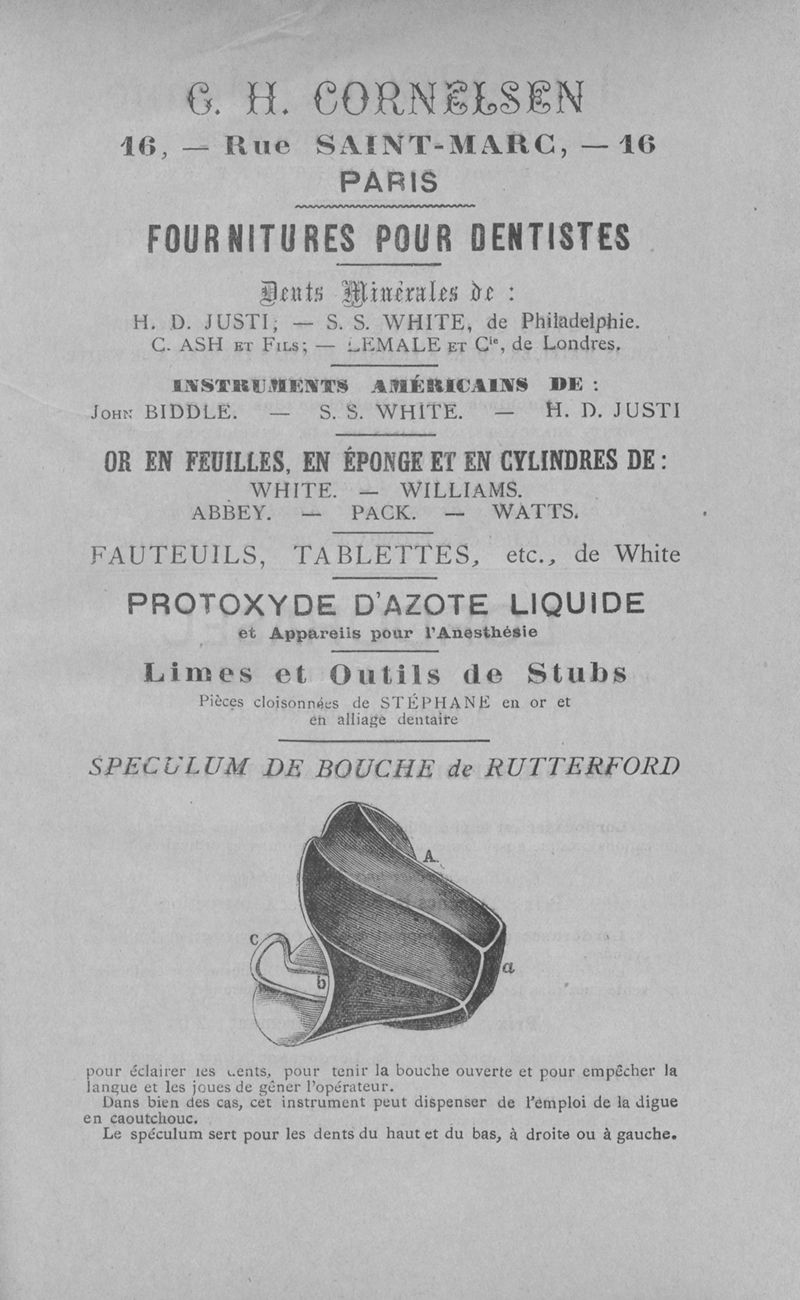 G. H. CORNELSEN
16, — Rue SAINT-MARC, — 16
PARIS
FOURNITURES POUR DENTISTES
Dents Minérales de :
H. D. JUSTI; — S. S. WHITE, de Philadelphie.
C. ASH ET FILS; — LEMALE ET Cie, de Londres.
INSTRUMENTS AMÉRICAINS DE :
JOHN BIDDLE. — S. S. WHITE. — H. D. JUSTI
OR EN FEUILLES, EN ÉPONGE ET EN CYLINDRES DE :
WHITE. — WILLIAMS.
ABBEY. — PACK. — WATTS.
FAUTEUILS, TABLETTES, etc., de White
PROTOXYDE D'AZOTE LIQUIDE
et Appareils pour l'Anesthésie
Limes et Outils de Stubs
Pièces cloisonnées de STÉPHANE en or et
en alliage dentaire
SPECULUM DE BOUCHE de RUTTERFORD
A.
c
b
a
pour éclairer les dents, pour tenir la bouche ouverte et pour empêcher la
langue et les joues de gêner l'opérateur.
Dans bien des cas, cet instrument peut dispenser de l'emploi de la digue
en caoutchouc.
Le spéculum sert pour les dents du haut et du bas, à droite ou à gauche.